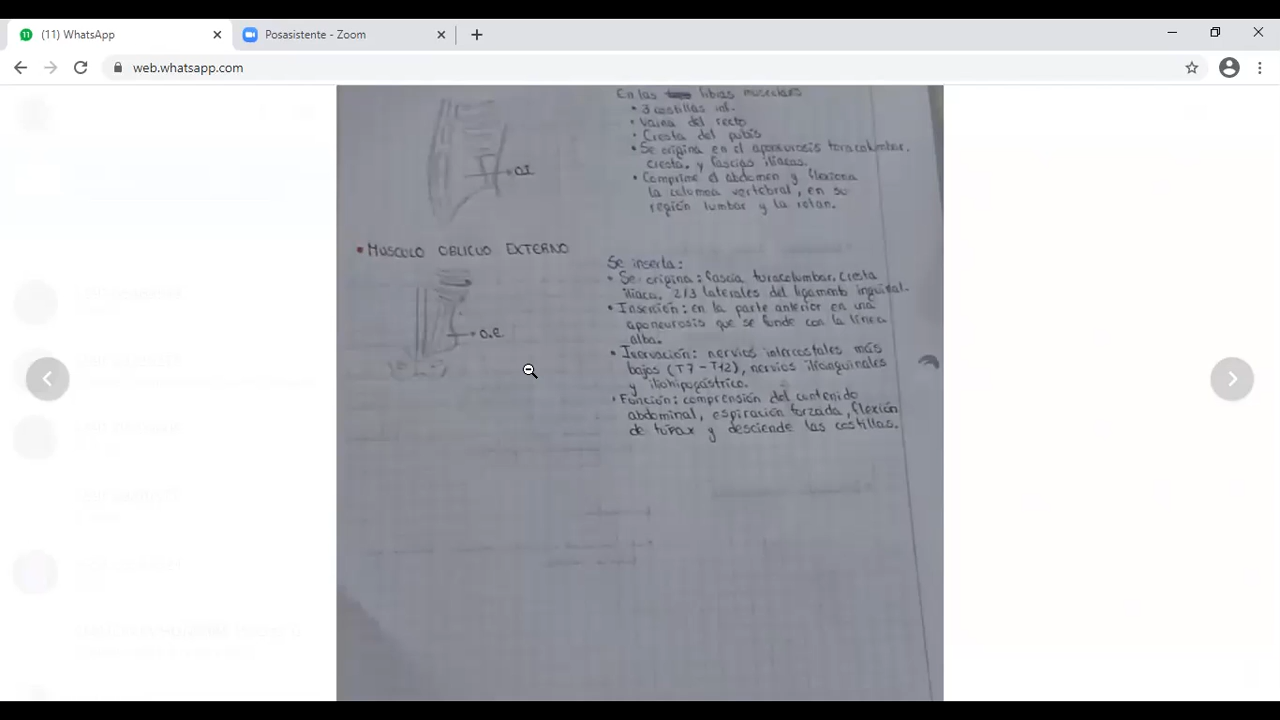 (11) WhatsApp
Posasistente - Zoom
web.whatsapp.com
En las fibras musculares
• 3 costillas inf.
• Vaina del recto
• Cresta del pubis
• Se origina en el aponeurosis toracolumbar,
cresta, y fascias iliacas.
• Comprime el abdomen y flexiona
la columna vertebral, en su
región lumbar y la rotan.
O.I
• MUSCULO OBLICUO EXTERNO
Se inserta:
• Se origina: fascia toracolumbar, cresta
iliaca, 2/3 laterales del ligamento inguinal.
• Inserción: en la parte anterior en una
aponeurosis que se funde con la línea
alba.
• Inervación: nervios intercostales más
bajos (T7 - T12), nervios ilioinguinales
y iliohipogástrico.
• Función: comprensión del contenido
abdominal, espiración forzada, flexión
de tórax y desciende las costillas.
O.E.